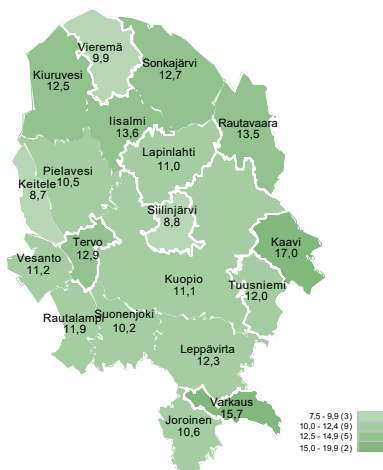 Vieremä
9,9
Sonkajärvi
12,7
Kiuruvesi
12,5
Iisalmi
13,6
Rautavaara
13,5
Lapinlahti
11,0
Pielavesi
10,5
Keitele
8,7
Siilinjärvi
8,8
Tervo
12,9
Kaavi
17,0
Vesanto
11,2
Kuopio
11,1
Tuusniemi
12,0
Suonenjoki
10,2
Rautalampi
11,9
Leppävirta
12,3
Varkaus
15,7
Joroinen
10,6
7,5 - 9,9 (3)
10,0 - 12,4 (9)
12,5 - 14,9 (5)
15,0 - 19,9 (2)